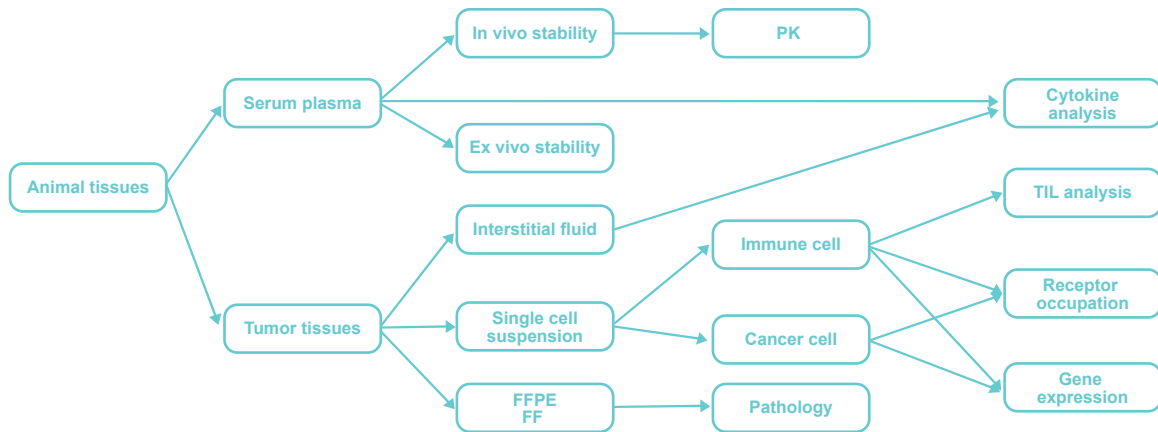 In vivo stability
PK
Serum plasma
Cytokine
analysis
Ex vivo stability
Animal tissues
TIL analysis
Interstitial fluid
Immune cell
Receptor
occupation
Tumor tissues
Single cell
suspension
Cancer cell
Gene
expression
FFPE
FF
Pathology